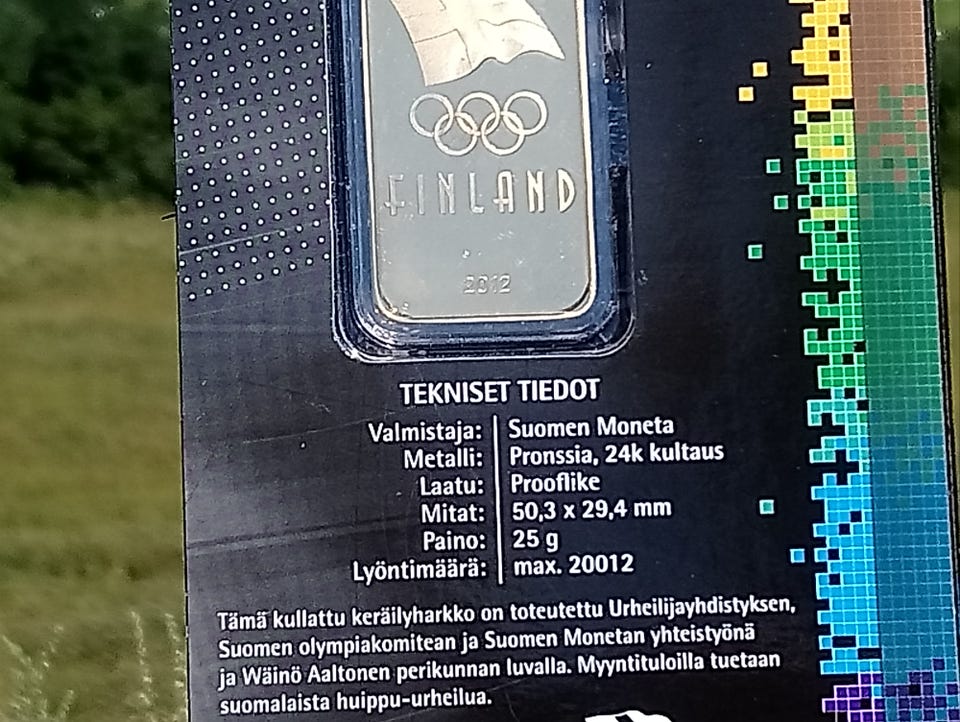 FINLAND
2012
TEKNISET TIEDOT
Valmistaja: Suomen Moneta
Metalli: Pronssia, 24k kultaus
Laatu: Prooflike
Mitat: 50,3 x 29,4 mm
Paino: 25 g
Lyöntimäärä: max. 20012
Tämä kullattu keräilyharkko on toteutettu Urheilijayhdistyksen,
Suomen olympiakomitean ja Suomen Monetan yhteistyönä
ja Wäinö Aaltonen perikunnan luvalla. Myyntituloilla tuetaan
suomalaista huippu-urheilua.